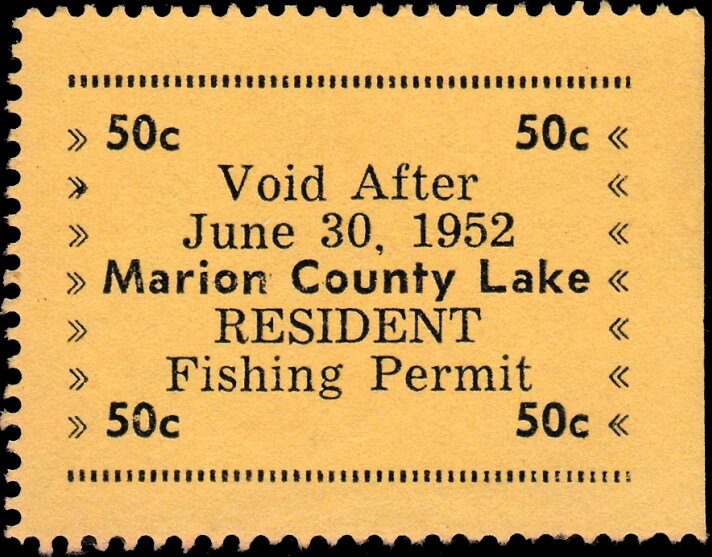 » 50c 50c «
» Void After «
» June 30, 1952 «
» Marion County Lake «
» RESIDENT «
» Fishing Permit «
» 50c 50c «